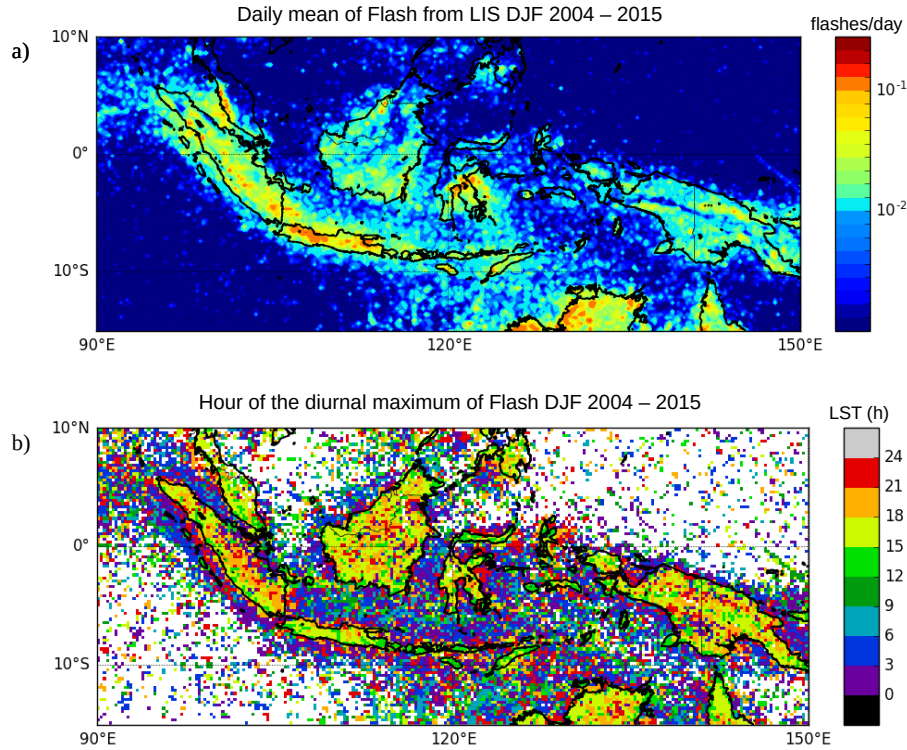 Daily mean of Flash from LIS DJF 2004 – 2015
flashes/day
a)
10°N
0°
10°S
90°E
120°E
150°E
10⁻¹
10⁻²
Hour of the diurnal maximum of Flash DJF 2004 – 2015
LST (h)
b)
10°N
0°
10°S
90°E
120°E
150°E
24
21
18
15
12
9
6
3
0